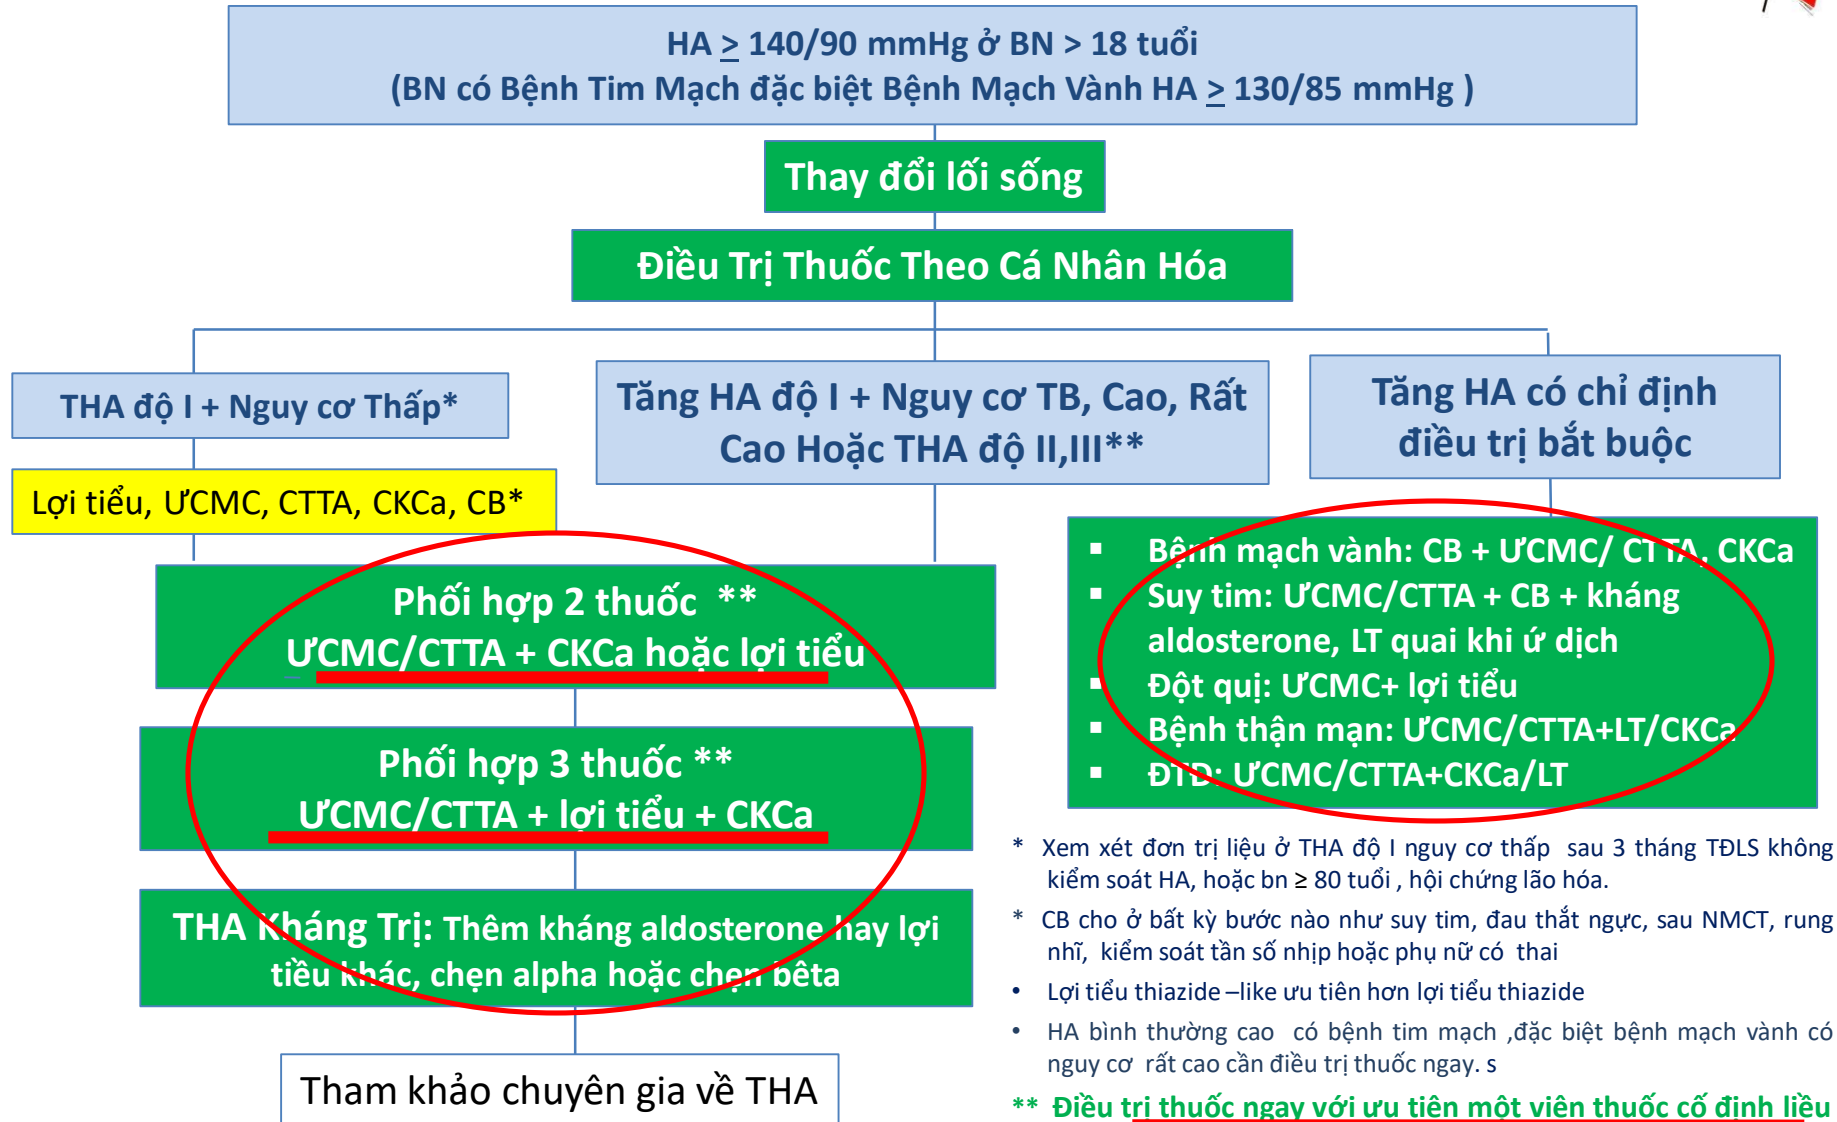 HA ≥ 140/90 mmHg ở BN > 18 tuổi
(BN có Bệnh Tim Mạch đặc biệt Bệnh Mạch Vành HA ≥ 130/85 mmHg )
Thay đổi lối sống
Điều Trị Thuốc Theo Cá Nhân Hóa
THA độ I + Nguy cơ Thấp*
Lợi tiểu, ƯCMC, CTTA, CKCa, CB*
Tăng HA độ I + Nguy cơ TB, Cao, Rất
Cao Hoặc THA độ II,III**
Tăng HA có chỉ định
điều trị bắt buộc
Phối hợp 2 thuốc **
ƯCMC/CTTA + CKCa hoặc lợi tiểu
Phối hợp 3 thuốc **
ƯCMC/CTTA + lợi tiểu + CKCa
THA Kháng Trị: Thêm kháng aldosterone hay lợi
tiều khác, chẹn alpha hoặc chẹn bêta
Tham khảo chuyên gia về THA
▪ Bệnh mạch vành: CB + ƯCMC/ CTTA, CKCa
▪ Suy tim: ƯCMC/CTTA + CB + kháng
aldosterone, LT quai khi ứ dịch
▪ Đột quị: ƯCMC+ lợi tiểu
▪ Bệnh thận mạn: ƯCMC/CTTA+LT/CKCa
▪ ĐTĐ: ƯCMC/CTTA+CKCa/LT
* Xem xét đơn trị liệu ở THA độ I nguy cơ thấp sau 3 tháng TĐLS không
kiểm soát HA, hoặc bn ≥ 80 tuổi , hội chứng lão hóa.
* CB cho ở bất kỳ bước nào như suy tim, đau thắt ngực, sau NMCT, rung
nhĩ, kiểm soát tần số nhịp hoặc phụ nữ có thai
• Lợi tiểu thiazide –like ưu tiên hơn lợi tiểu thiazide
• HA bình thường cao có bệnh tim mạch ,đặc biệt bệnh mạch vành có
nguy cơ rất cao cần điều trị thuốc ngay. s
** Điều trị thuốc ngay với ưu tiên một viên thuốc cố định liều